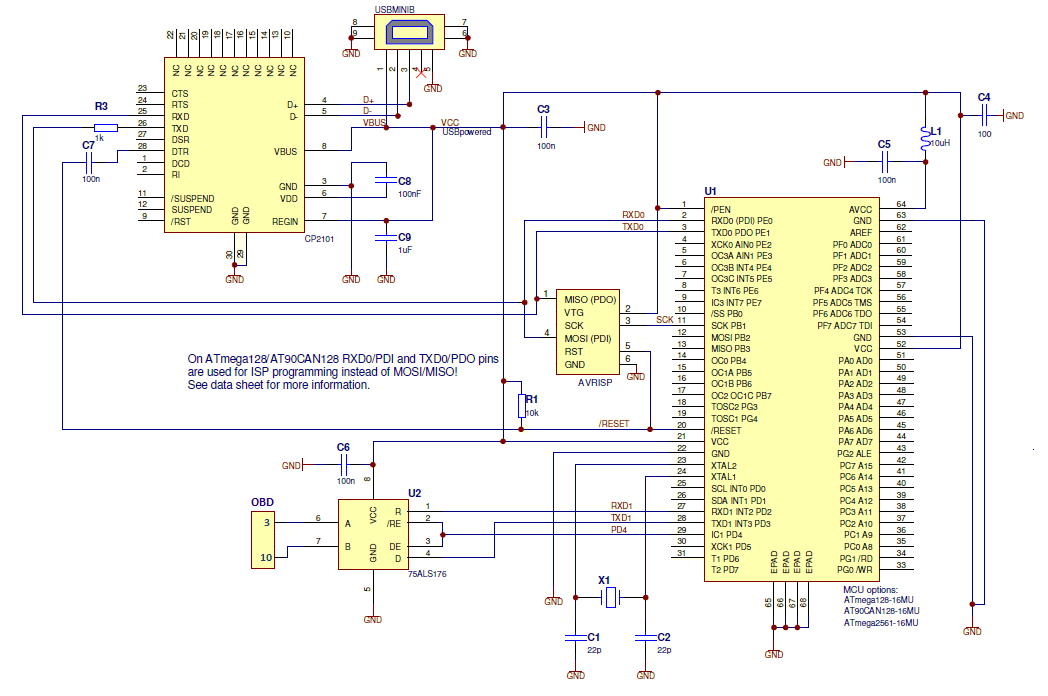 USBMINIB
8
9
7
6
GND
GND
1
2
3
4
5
GND
22
21
20
19
18
17
16
15
14
13
10
NC
NC
NC
NC
NC
NC
NC
NC
NC
NC
NC
23 CTS
24 RTS
25 RXD
26 TXD
27 DSR
28 DTR
1 DCD
2 RI
11 /SUSPEND
12 SUSPEND
9 /RST
D+ 4 D+
D- 5 D-
VBUS
VBUS 8
GND 3
VDD 6
REGIN 7
GND
GND
30
29
GND
CP2101
R3
1k
C7
100n
VCC
USBpowered
C8
100nF
C9
1uF
GND
GND
C3
100n
GND
C4
100
GND
L1
10uH
C5
100n
GND
U1
1 /PEN
2 RXD0 (PDI) PE0
3 TXD0 PDO PE1
4 XCK0 AIN0 PE2
5 OC3A AIN1 PE3
6 OC3B INT4 PE4
7 OC3C INT5 PE5
8 T3 INT6 PE6
9 IC3 INT7 PE7
10 /SS PB0
11 SCK PB1
12 MOSI PB2
13 MISO PB3
14 OC0 PB4
15 OC1A PB5
16 OC1B PB6
17 OC2 OC1C PB7
18 TOSC2 PG3
19 TOSC1 PG4
20 /RESET
21 VCC
22 GND
23 XTAL2
24 XTAL1
25 SCL INT0 PD0
26 SDA INT1 PD1
27 RXD1 INT2 PD2
28 TXD1 INT3 PD3
29 IC1 PD4
30 XCK1 PD5
31 T1 PD6
T2 PD7
AVCC 64
GND 63
AREF 62
PF0 ADC0 61
PF1 ADC1 60
PF2 ADC2 59
PF3 ADC3 58
PF4 ADC4 TCK 57
PF5 ADC5 TMS 56
PF6 ADC6 TDO 55
PF7 ADC7 TDI 54
GND 53
VCC 52
PA0 AD0 51
PA1 AD1 50
PA2 AD2 49
PA3 AD3 48
PA4 AD4 47
PA5 AD5 46
PA6 AD6 45
PA7 AD7 44
PG2 ALE 43
PC7 A15 42
PC6 A14 41
PC5 A13 40
PC4 A12 39
PC3 A11 38
PC2 A10 37
PC1 A9 36
PC0 A8 35
PG1 /RD 34
PG0 /WR 33
EPAD
EPAD
EPAD
EPAD
65
66
67
68
GND
GND
RXD0
TXD0
SCK
/RESET
RXD1
TXD1
PD4
1 MISO (PDO)
VTG 2
SCK 3
4 MOSI (PDI)
RST 5
GND 6
GND
AVRISP
On ATmega128/AT90CAN128 RXD0/PDI and TXD0/PDO pins
are used for ISP programming instead of MOSI/MISO!
See data sheet for more information.
R1
10k
C6
GND
100n
8
U2
OBD
3
10
6 A
7 B
VCC
GND
R 1
/RE 2
DE 3
D 4
75ALS176
5
GND
GND
X1
C1
22p
C2
22p
GND
GND
MCU options:
ATmega128-16MU
AT90CAN128-16MU
ATmega2561-16MU